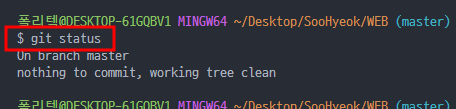 폴리텍@DESKTOP-61GQBV1 MINGW64 ~/Desktop/SooHyeok/WEB (master)
$ git status
On branch master
nothing to commit, working tree clean
폴리텍@DESKTOP-61GQBV1 MINGW64 ~/Desktop/SooHyeok/WEB (master)